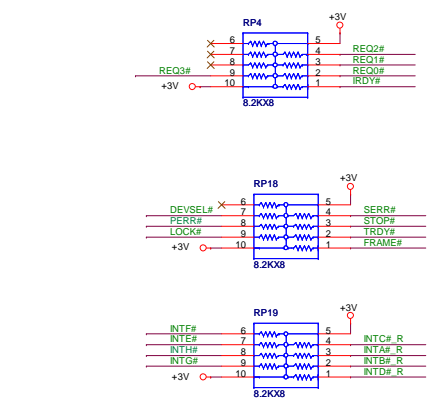 RP4 +3V
6 5
7 4 REQ2#
8 3 REQ1#
REQ3# 9 2 REQ0#
+3V 10 1 IRDY#
8.2KX8
RP18 +3V
6 5
DEVSEL# 7 4 SERR#
PERR# 8 3 STOP#
LOCK# 9 2 TRDY#
+3V 10 1 FRAME#
8.2KX8
RP19 +3V
INTF# 6 5
INTE# 7 4 INTC#_R
INTH# 8 3 INTA#_R
INTG# 9 2 INTB#_R
+3V 10 1 INTD#_R
8.2KX8